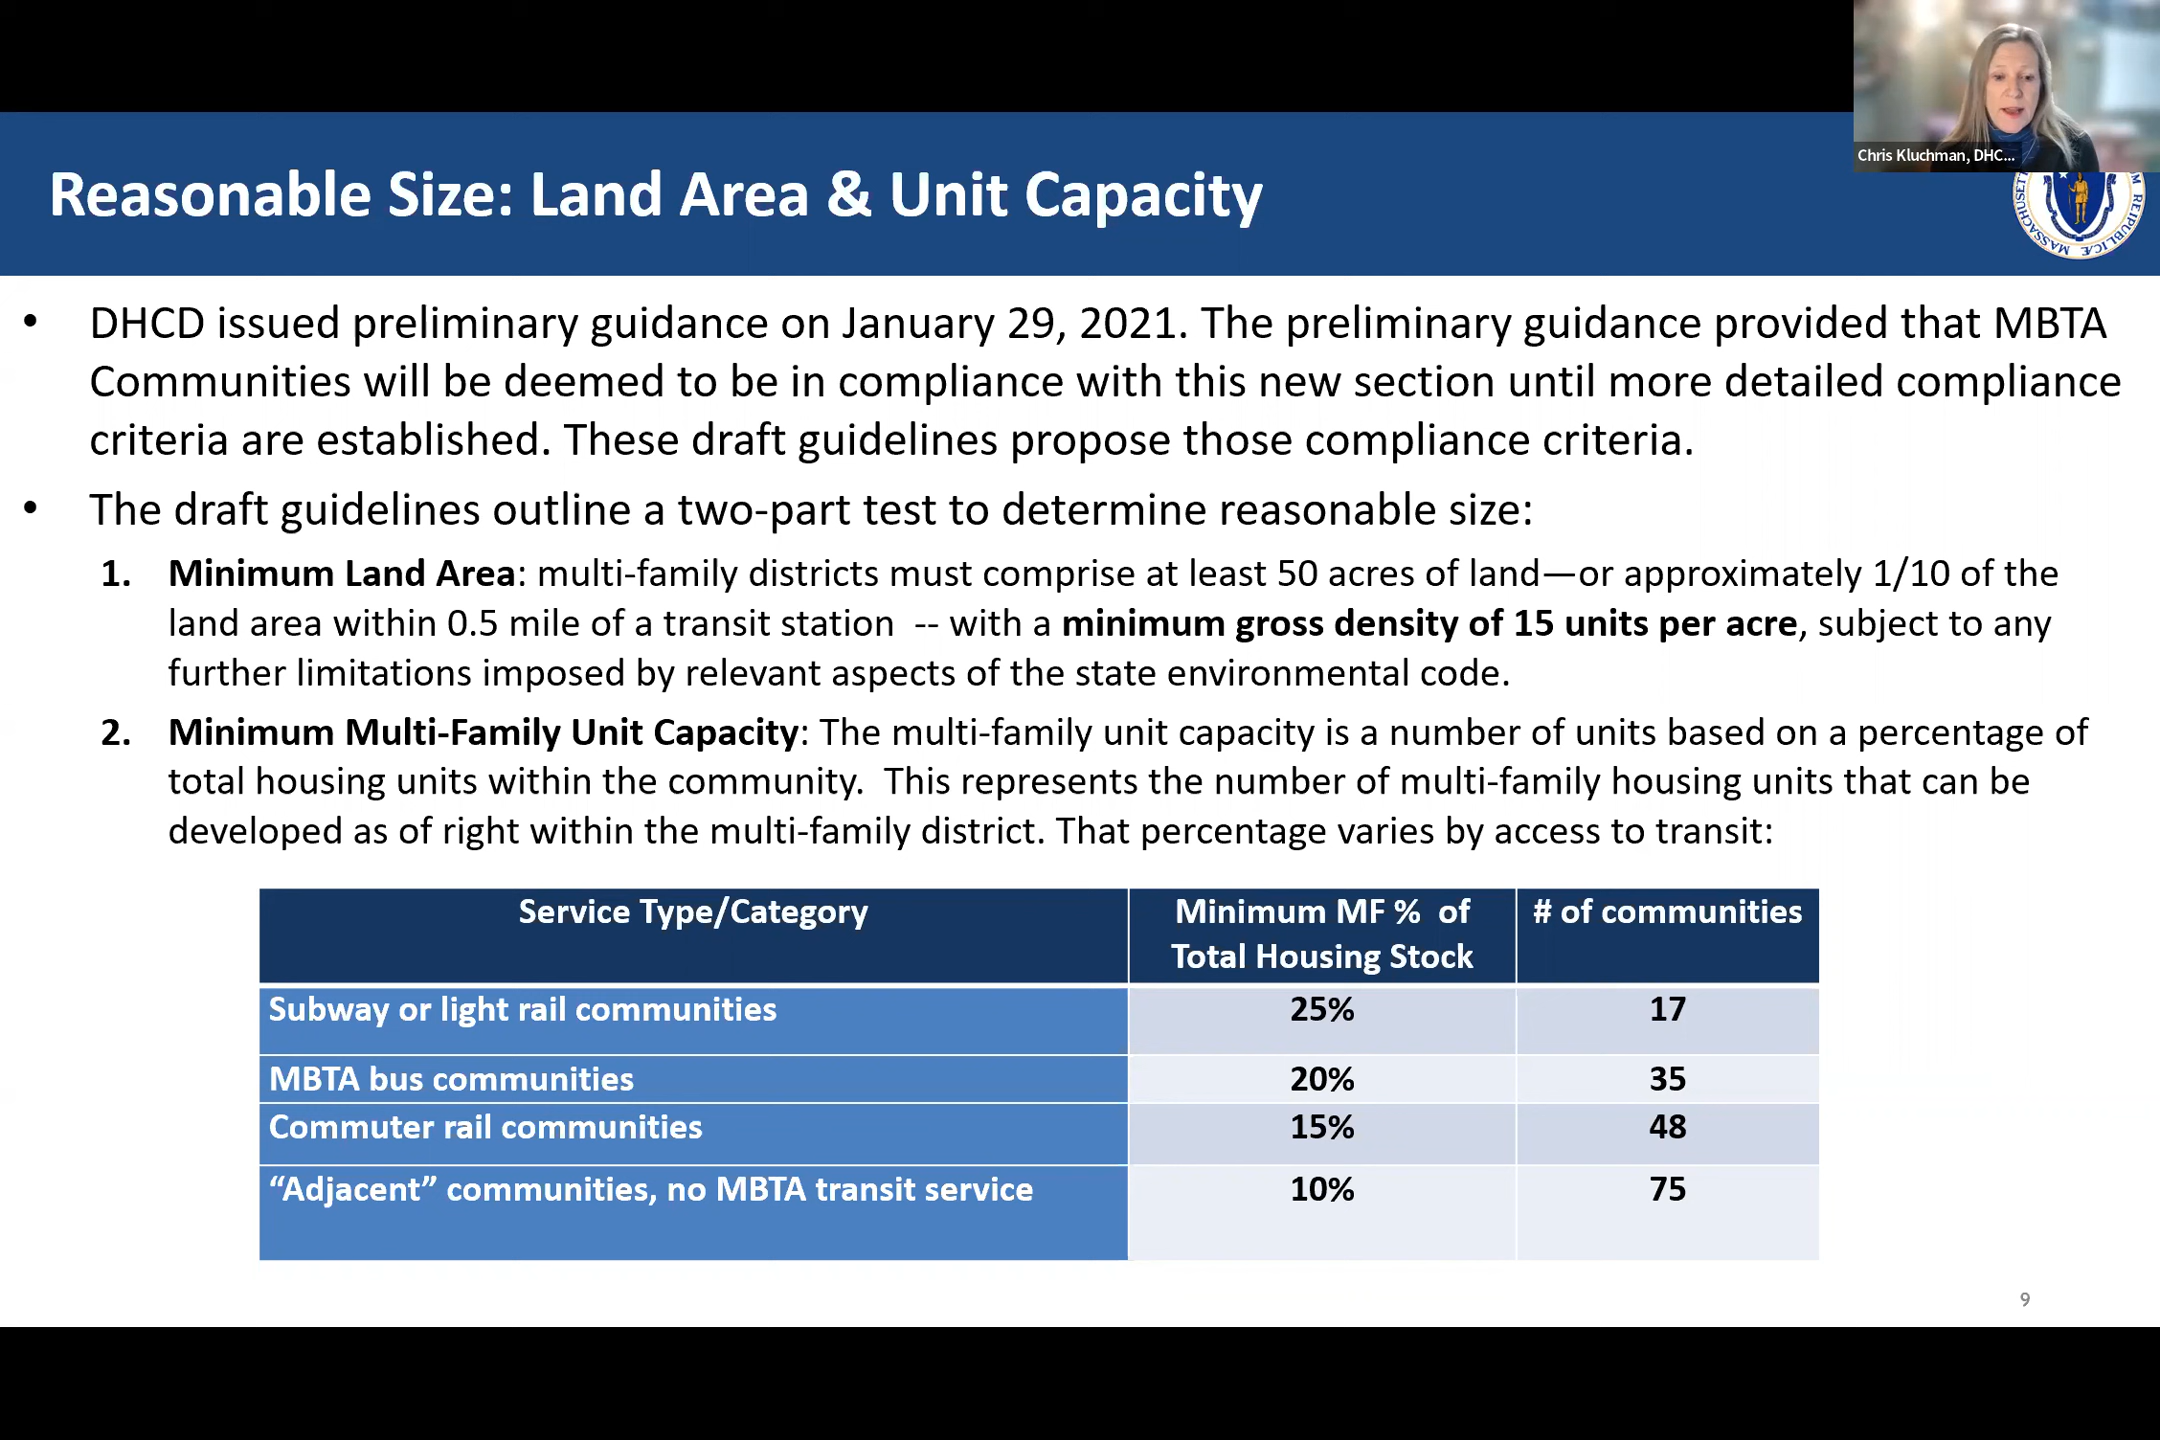 Chris Kluchman, DHC...
Reasonable Size: Land Area & Unit Capacity
• DHCD issued preliminary guidance on January 29, 2021. The preliminary guidance provided that MBTA
Communities will be deemed to be in compliance with this new section until more detailed compliance
criteria are established. These draft guidelines propose those compliance criteria.
• The draft guidelines outline a two-part test to determine reasonable size:
1. Minimum Land Area: multi-family districts must comprise at least 50 acres of land—or approximately 1/10 of the
land area within 0.5 mile of a transit station -- with a minimum gross density of 15 units per acre, subject to any
further limitations imposed by relevant aspects of the state environmental code.
2. Minimum Multi-Family Unit Capacity: The multi-family unit capacity is a number of units based on a percentage of
total housing units within the community. This represents the number of multi-family housing units that can be
developed as of right within the multi-family district. That percentage varies by access to transit:
Service Type/Category Minimum MF % of # of communities
Total Housing Stock
Subway or light rail communities 25% 17
MBTA bus communities 20% 35
Commuter rail communities 15% 48
“Adjacent” communities, no MBTA transit service 10% 75
9